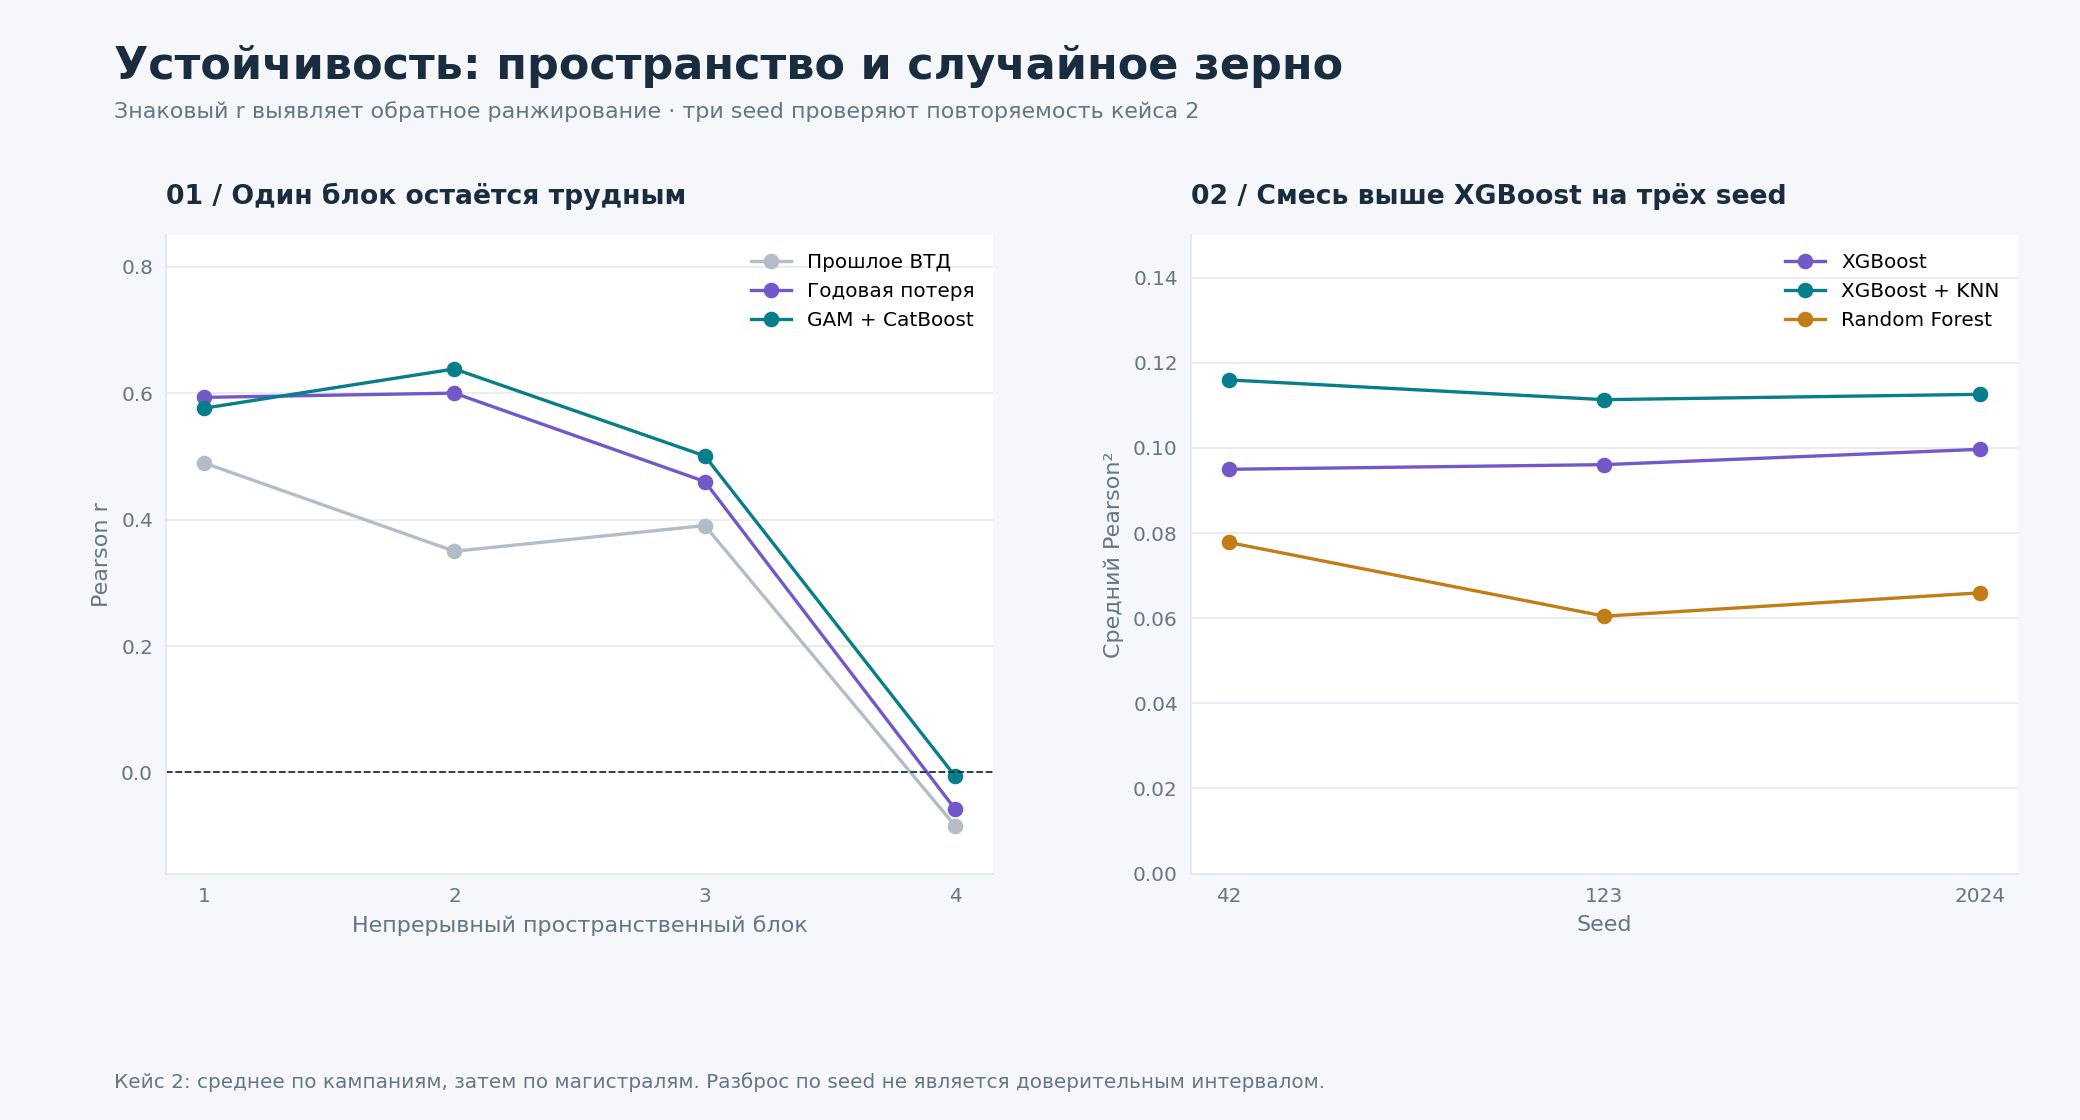 Устойчивость: пространство и случайное зерно
Знаковый r выявляет обратное ранжирование · три seed проверяют повторяемость кейса 2
01 / Один блок остаётся трудным
Прошлое ВТД
Годовая потеря
GAM + CatBoost
0.8
0.6
0.4
0.2
0.0
Pearson r
1
2
3
4
Непрерывный пространственный блок
02 / Смесь выше XGBoost на трёх seed
XGBoost
XGBoost + KNN
Random Forest
0.14
0.12
0.10
0.08
0.06
0.04
0.02
0.00
Средний Pearson²
42
123
2024
Seed
Кейс 2: среднее по кампаниям, затем по магистралям. Разброс по seed не является доверительным интервалом.